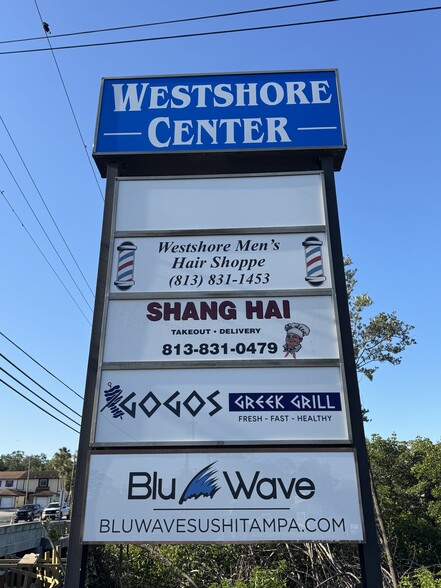 WESTSHORE
CENTER
Westshore Men's
Hair Shoppe
(813) 831-1453
SHANG HAI
TAKEOUT • DELIVERY
813-831-0479
GOGOS GREEK GRILL
FRESH - FAST - HEALTHY
Blu Wave
BLUWAVESUSHITAMPA.COM